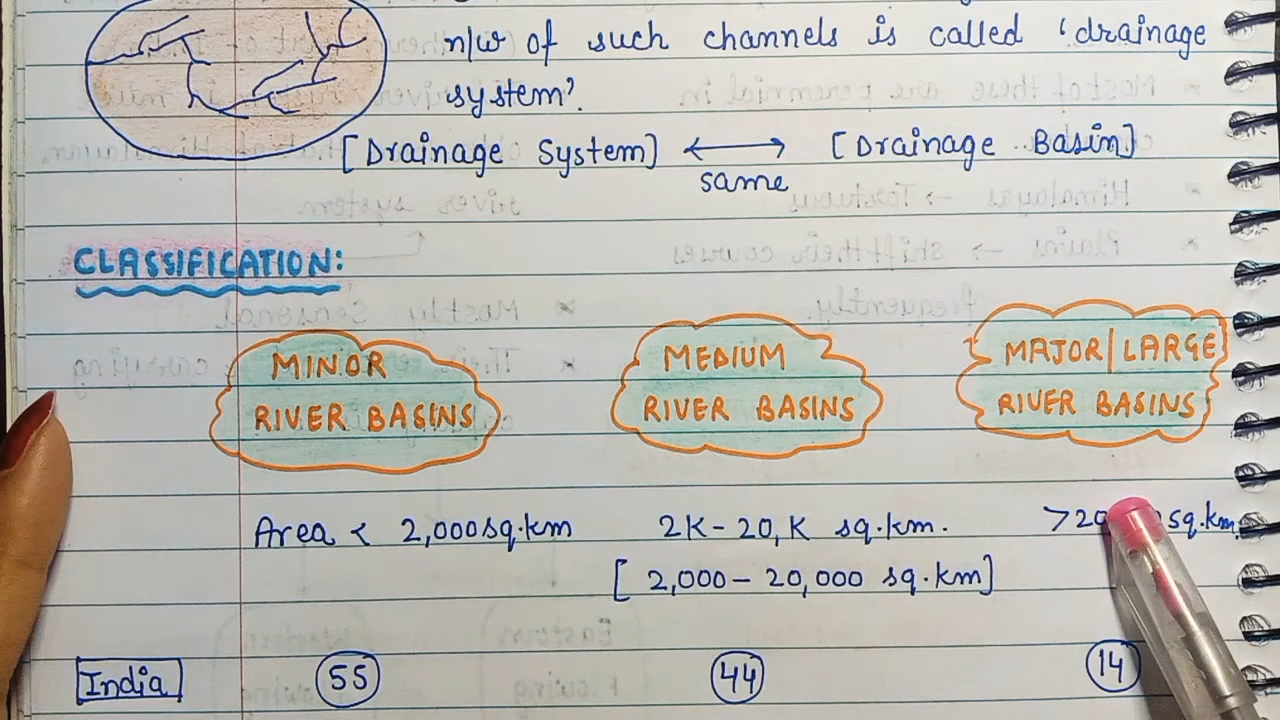 n/w of such channels is called 'drainage
system'.
[Drainage System] ⟷ [Drainage Basin]
same
CLASSIFICATION:
MINOR
RIVER BASINS
MEDIUM
RIVER BASINS
MAJOR/LARGE
RIVER BASINS
Area < 2,000 sq.km
2K-20,K sq.km.
>20 sq.km.
[2,000-20,000 sq.km]
India
55
44
14